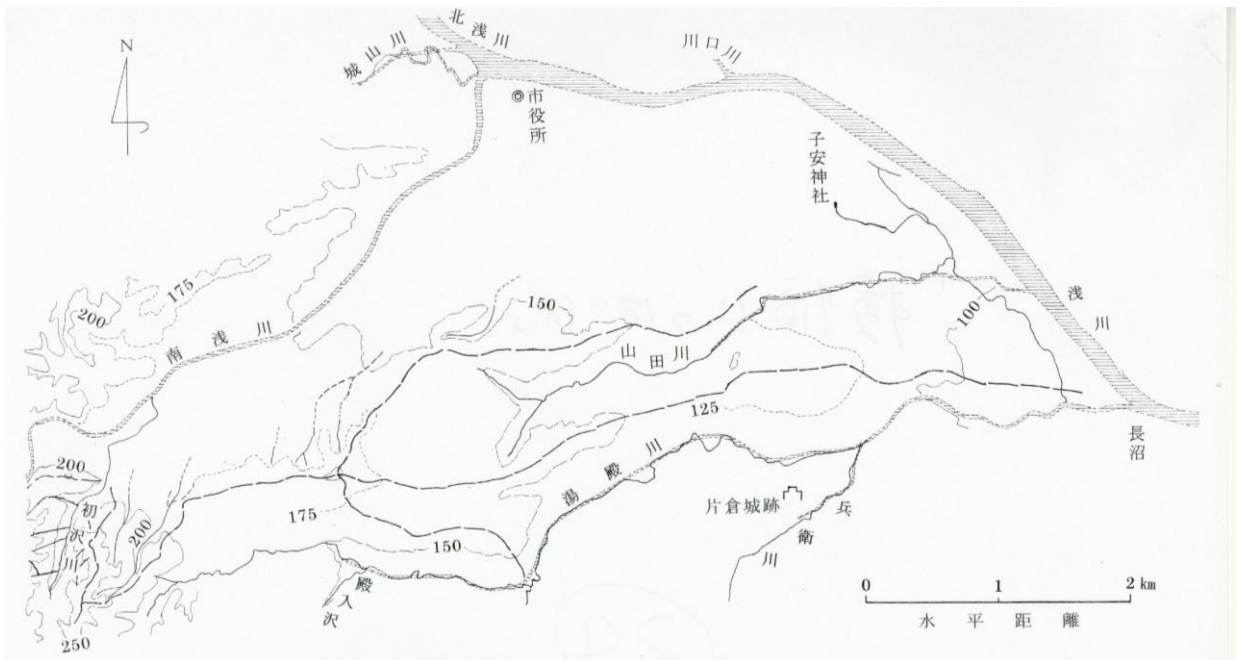 N
北浅川
城山川
川口川
市役所
子安神社
175
200
150
南浅川
山田川
100
浅川
125
長沼
湯殿川
200
初沢川
200
175
150
片倉城跡
兵衛川
殿入沢
250
0 1 2 km
水平距離